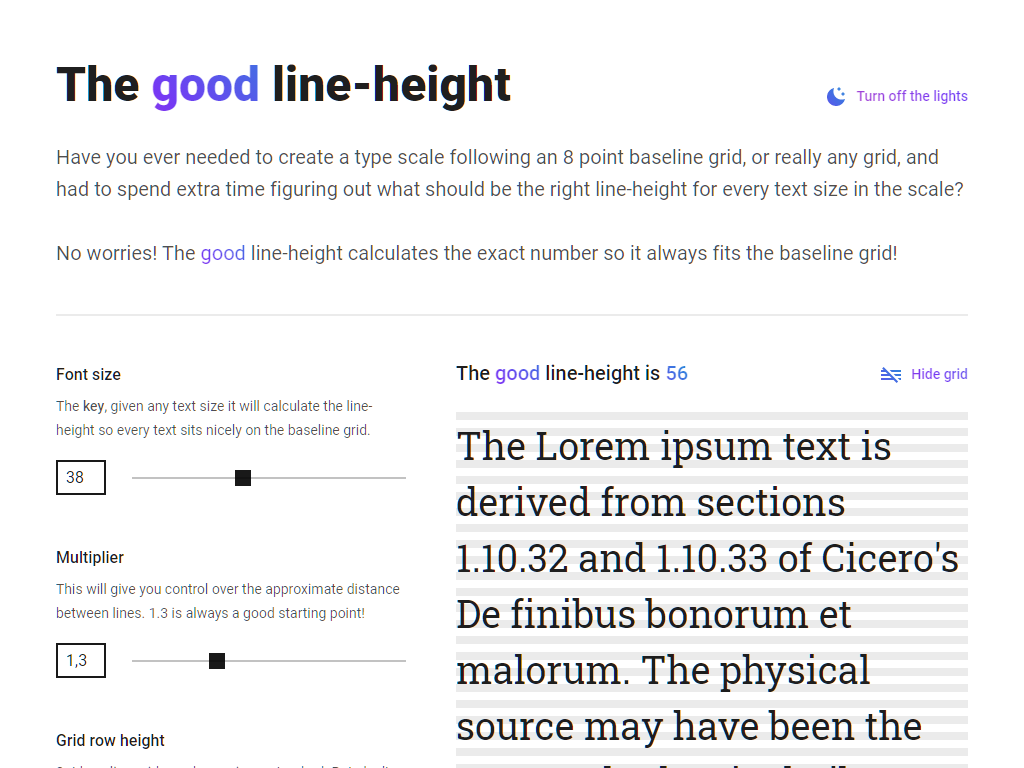 The good line-height
Turn off the lights
Have you ever needed to create a type scale following an 8 point baseline grid, or really any grid, and
had to spend extra time figuring out what should be the right line-height for every text size in the scale?
No worries! The good line-height calculates the exact number so it always fits the baseline grid!
Font size
The key, given any text size it will calculate the line-
height so every text sits nicely on the baseline grid.
38
Multiplier
This will give you control over the approximate distance
between lines. 1.3 is always a good starting point!
1,3
Grid row height
The good line-height is 56
Hide grid
The Lorem ipsum text is
derived from sections
1.10.32 and 1.10.33 of Cicero's
De finibus bonorum et
malorum. The physical
source may have been the